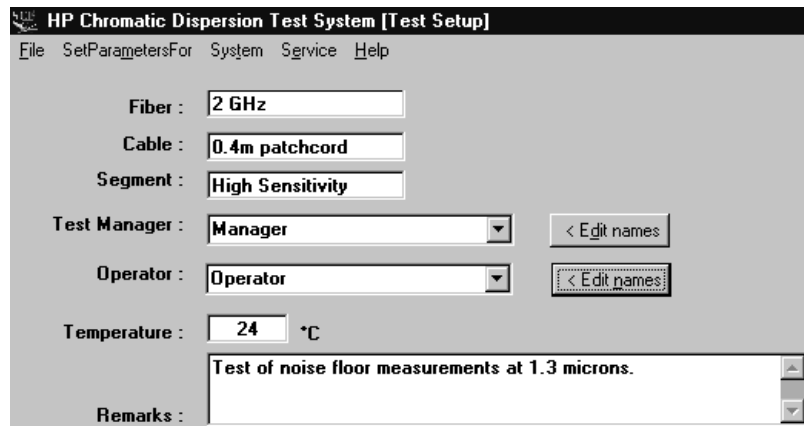 HP Chromatic Dispersion Test System [Test Setup]
File SetParametersFor System Service Help
Fiber : 2 GHz
Cable : 0.4m patchcord
Segment : High Sensitivity
Test Manager : Manager < Edit names
Operator : Operator < Edit names
Temperature : 24 °C
Test of noise floor measurements at 1.3 microns.
Remarks :